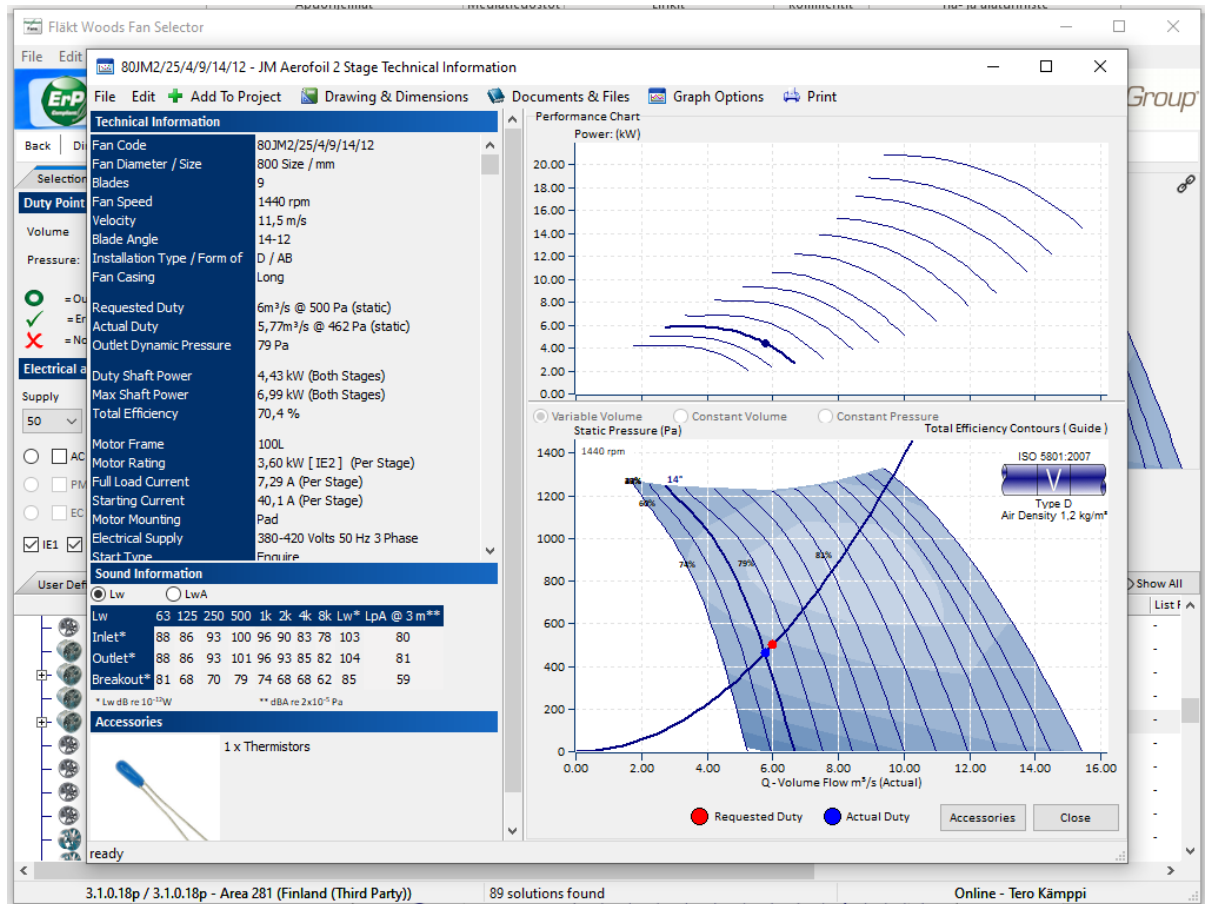 Fläkt Woods Fan Selector
File Edit
ErP
Group
Back
Selection
Duty Point
Volume
Pressure:
Electrical a
Supply
50
AC
PM
EC
IE1
User Def
Show All
80JM2/25/4/9/14/12 - JM Aerofoil 2 Stage Technical Information
File Edit Add To Project Drawing & Dimensions Documents & Files Graph Options Print
Technical Information
Fan Code 80JM2/25/4/9/14/12
Fan Diameter / Size 800 Size / mm
Blades 9
Fan Speed 1440 rpm
Velocity 11,5 m/s
Blade Angle 14-12
Installation Type / Form of D / AB
Fan Casing Long
Requested Duty 6m³/s @ 500 Pa (static)
Actual Duty 5,77m³/s @ 462 Pa (static)
Outlet Dynamic Pressure 79 Pa
Duty Shaft Power 4,43 kW (Both Stages)
Max Shaft Power 6,99 kW (Both Stages)
Total Efficiency 70,4 %
Motor Frame 100L
Motor Rating 3,60 kW [ IE2 ] (Per Stage)
Full Load Current 7,29 A (Per Stage)
Starting Current 40,1 A (Per Stage)
Motor Mounting Pad
Electrical Supply 380-420 Volts 50 Hz 3 Phase
Start Type Enquire
Sound Information
Lw LwA
Lw 63 125 250 500 1k 2k 4k 8k Lw* LpA @ 3 m**
Inlet* 88 86 93 100 96 90 83 78 103 80
Outlet* 88 86 93 101 96 93 85 82 104 81
Breakout* 81 68 70 79 74 68 68 62 85 59
* Lw dB re 10⁻¹²W ** dBA re 2x10⁻⁵ Pa
Accessories
1 x Thermistors
ready
Performance Chart
Power: (kW)
20.00
18.00
16.00
14.00
12.00
10.00
8.00
6.00
4.00
2.00
0.00
Variable Volume Constant Volume Constant Pressure
Static Pressure (Pa) Total Efficiency Contours ( Guide )
1400
1440 rpm
ISO 5801:2007
V
Type D
Air Density 1,2 kg/m³
1200
1000
800
600
400
200
0
14°
74%
79%
83%
0.00 2.00 4.00 6.00 8.00 10.00 12.00 14.00 16.00
Q - Volume Flow m³/s (Actual)
Requested Duty Actual Duty Accessories Close
3.1.0.18p / 3.1.0.18p - Area 281 (Finland (Third Party)) 89 solutions found Online - Tero Kämppi